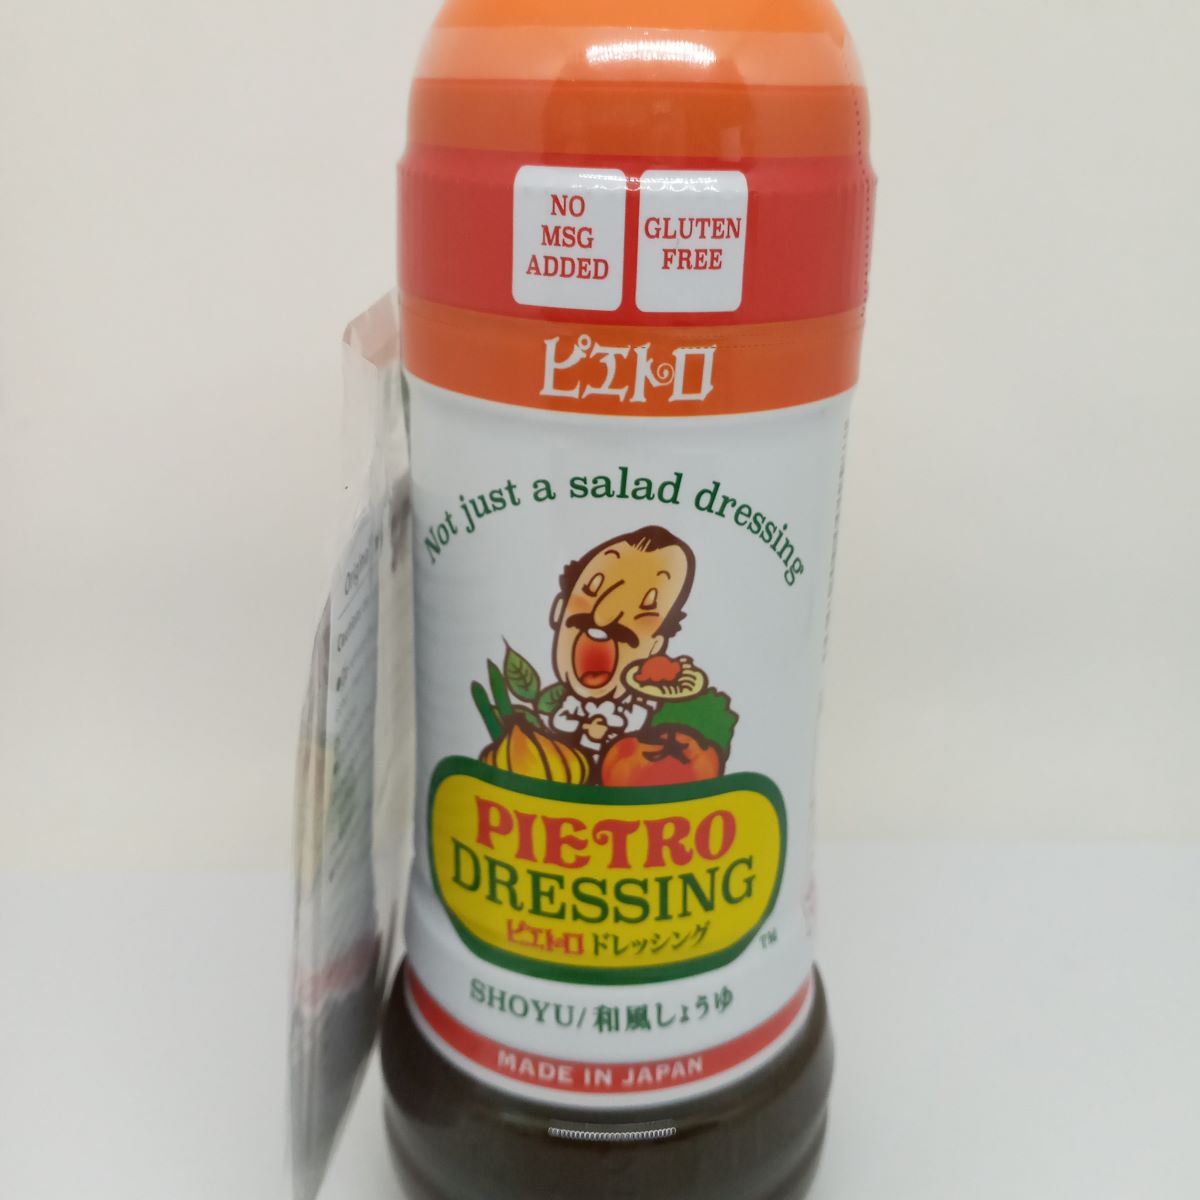 NO
MSG
ADDED
GLUTEN
FREE
ピエトロ
Not just a salad dressing
PIETRO
DRESSING
ピエトロ ドレッシング
TM
SHOYU/和風しょうゆ
MADE IN JAPAN
Original